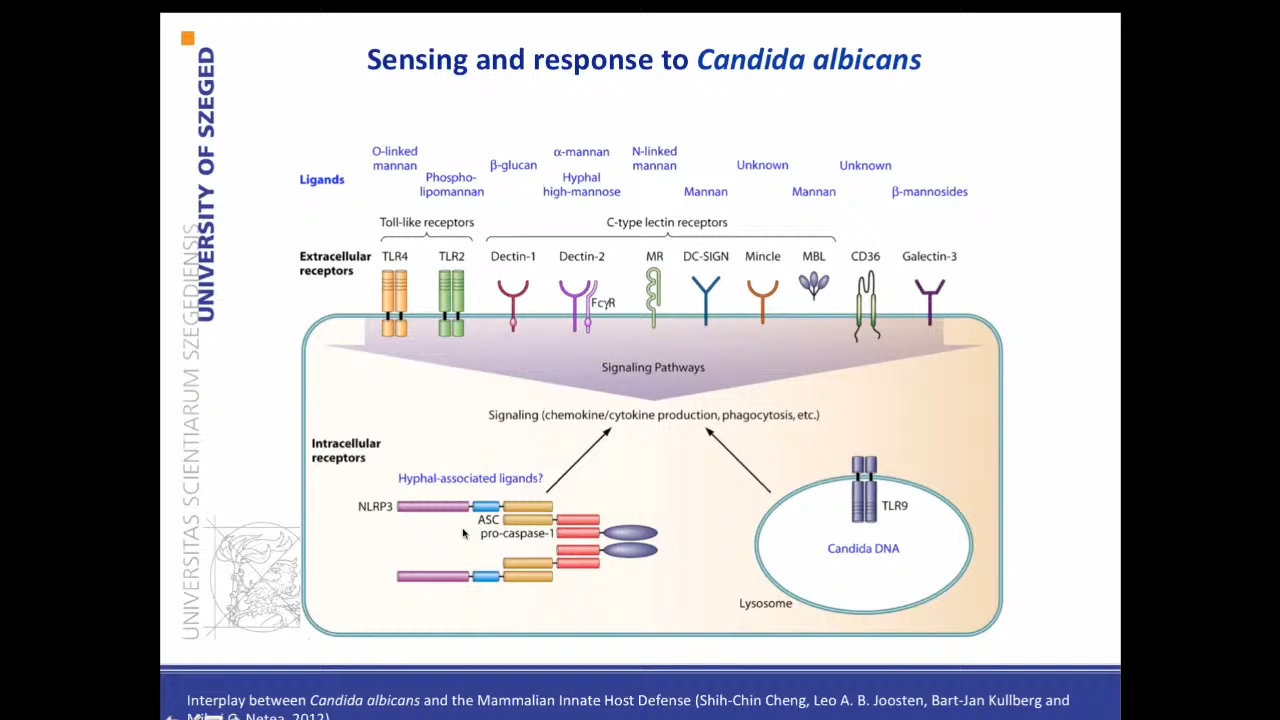 Sensing and response to Candida albicans
UNIVERSITY OF SZEGED
UNIVERSITAS SCIENTIARUM SZEGEDIENSIS
Ligands
O-linked
mannan
Phospho-
lipomannan
β-glucan
α-mannan
Hyphal
high-mannose
N-linked
mannan
Mannan
Unknown
Mannan
Unknown
β-mannosides
Toll-like receptors
C-type lectin receptors
Extracellular
receptors
TLR4
TLR2
Dectin-1
Dectin-2
MR
DC-SIGN
Mincle
MBL
CD36
Galectin-3
FcγR
Signaling Pathways
Signaling (chemokine/cytokine production, phagocytosis, etc.)
Intracellular
receptors
Hyphal-associated ligands?
NLRP3
ASC
pro-caspase-1
TLR9
Candida DNA
Lysosome
Interplay between Candida albicans and the Mammalian Innate Host Defense (Shih-Chin Cheng, Leo A. B. Joosten, Bart-Jan Kullberg and
Netea, 2012)